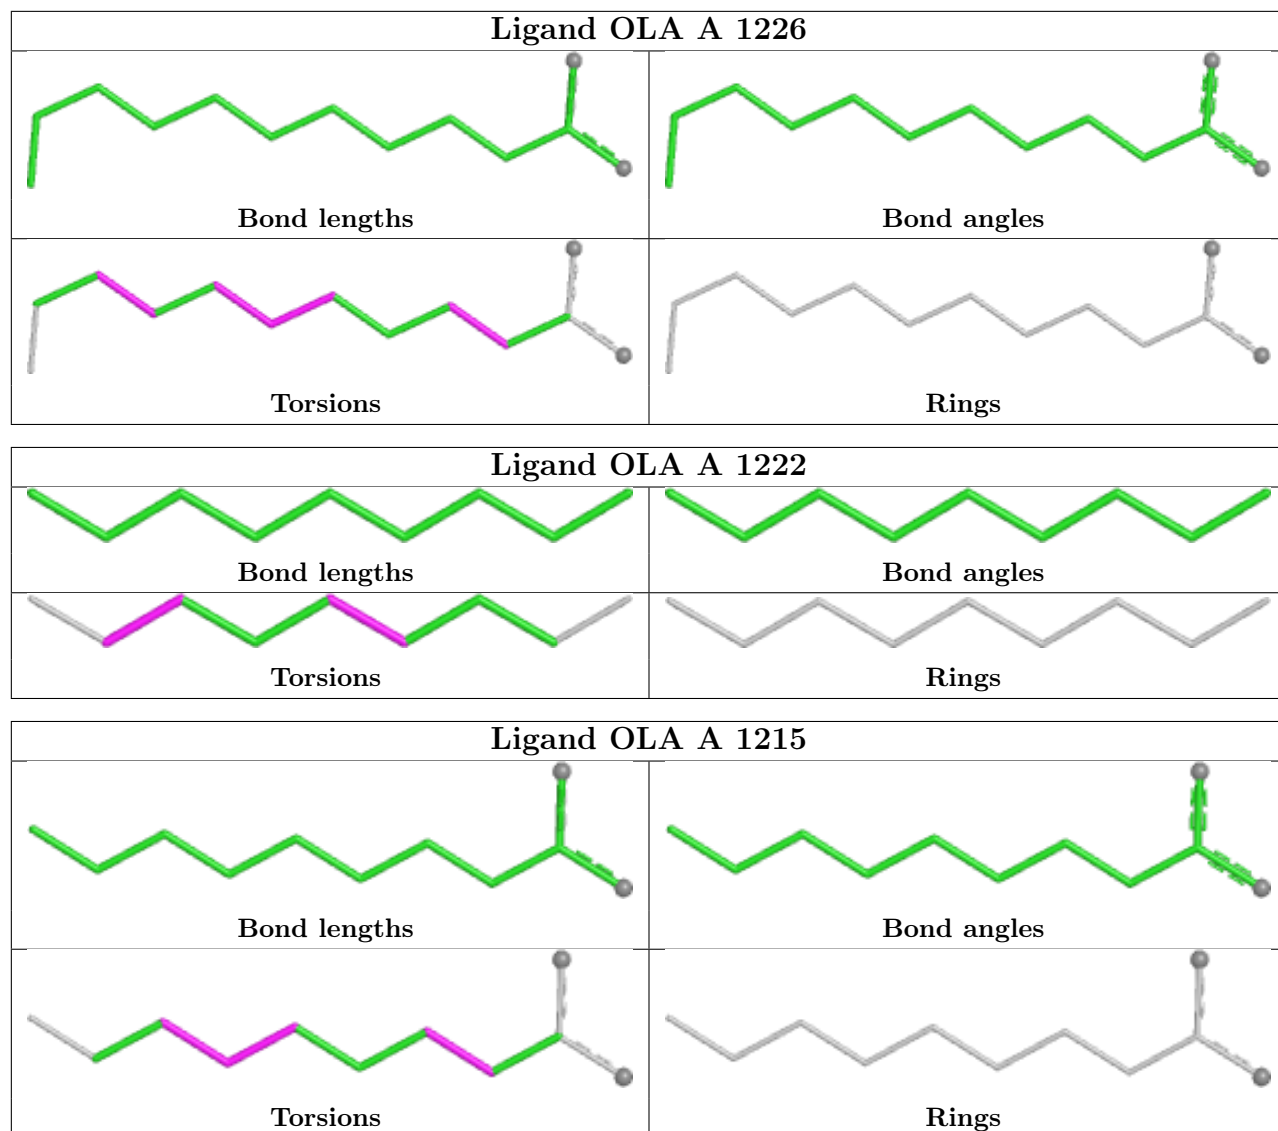 Ligand OLA A 1226
Bond lengths
Bond angles
Torsions
Rings
Ligand OLA A 1222
Bond lengths
Bond angles
Torsions
Rings
Ligand OLA A 1215
Bond lengths
Bond angles
Torsions
Rings